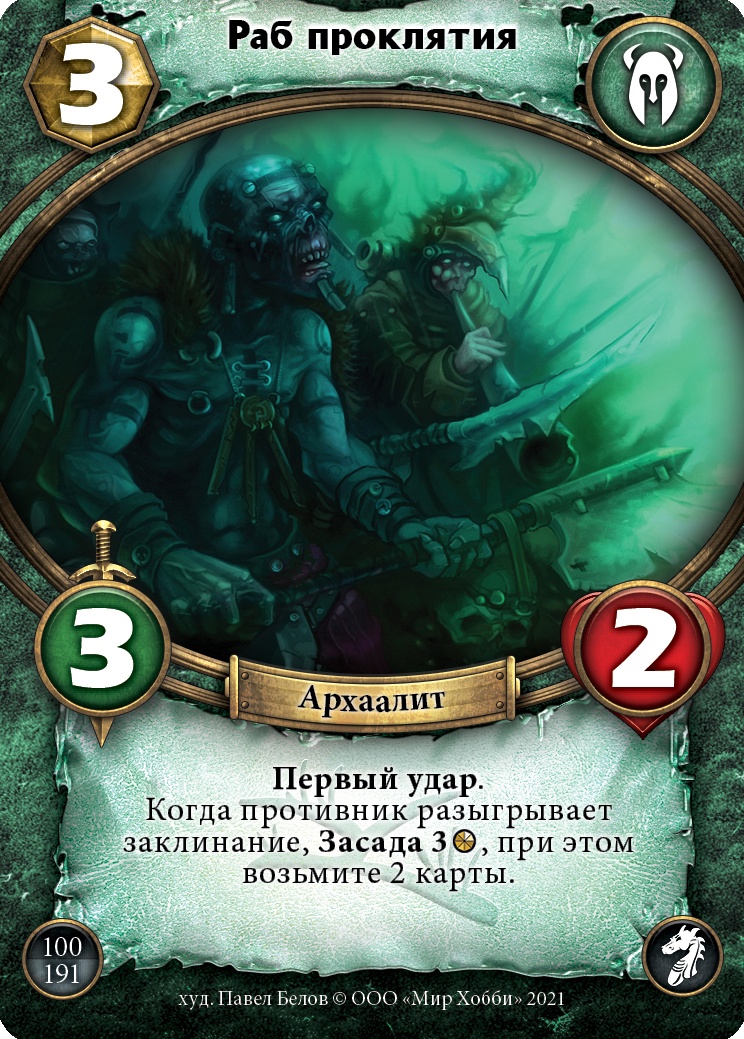 Раб проклятия
3
3
2
Архаалит
Первый удар.
Когда противник разыгрывает
заклинание, Засада 3, при этом
возьмите 2 карты.
100
191
худ. Павел Белов © ООО «Мир Хобби» 2021